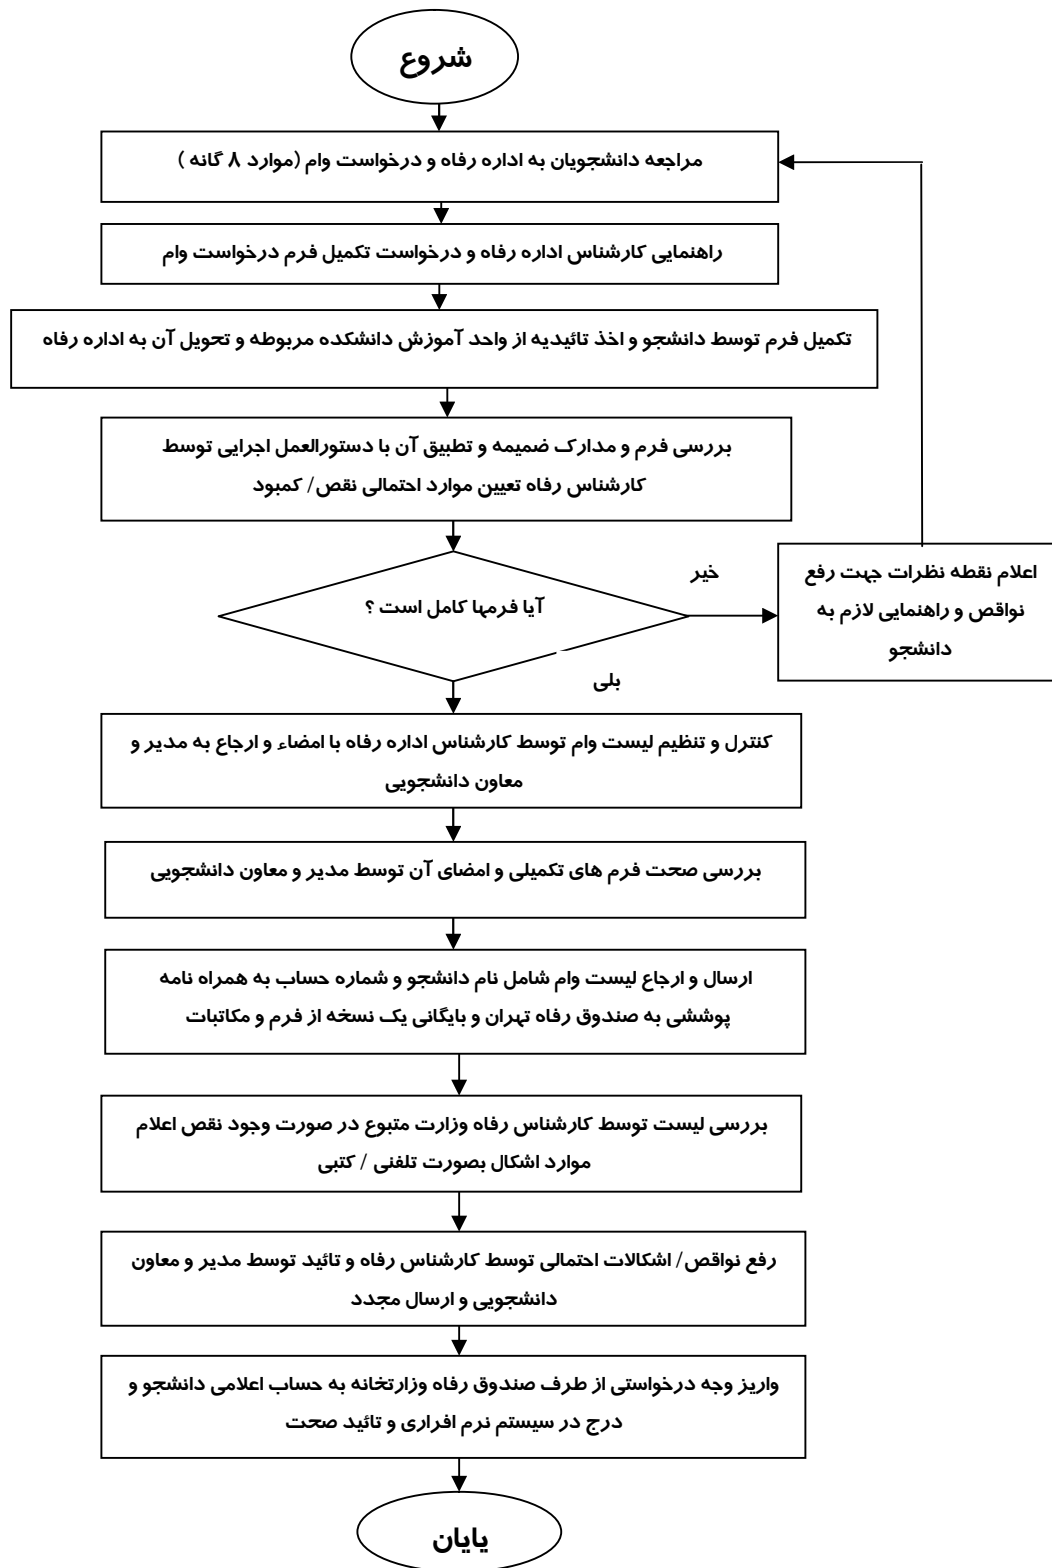 شروع
مراجعه دانشجویان به اداره رفاه و درخواست وام (موارد ۸ گانه )
راهنمایی کارشناس اداره رفاه و درخواست تکمیل فرم درخواست وام
تکمیل فرم توسط دانشجو و اخذ تائیدیه از واحد آموزش دانشکده مربوطه و تحویل آن به اداره رفاه
بررسی فرم و مدارک ضمیمه و تطبیق آن با دستورالعمل اجرایی توسط
کارشناس رفاه تعیین موارد احتمالی نقص/ کمبود
آیا فرمها کامل است ؟
خیر
اعلام نقطه نظرات جهت رفع
نواقص و راهنمایی لازم به
دانشجو
بلی
کنترل و تنظیم لیست وام توسط کارشناس اداره رفاه با امضاء و ارجاع به مدیر و
معاون دانشجویی
بررسی صحت فرم های تکمیلی و امضای آن توسط مدیر و معاون دانشجویی
ارسال و ارجاع لیست وام شامل نام دانشجو و شماره حساب به همراه نامه
پوششی به صندوق رفاه تهران و بایگانی یک نسخه از فرم و مکاتبات
بررسی لیست توسط کارشناس رفاه وزارت متبوع در صورت وجود نقص اعلام
موارد اشکال بصورت تلفنی / کتبی
رفع نواقص/ اشکالات احتمالی توسط کارشناس رفاه و تائید توسط مدیر و معاون
دانشجویی و ارسال مجدد
واریز وجه درخواستی از طرف صندوق رفاه وزارتخانه به حساب اعلامی دانشجو و
درج در سیستم نرم افراری و تائید صحت
پایان